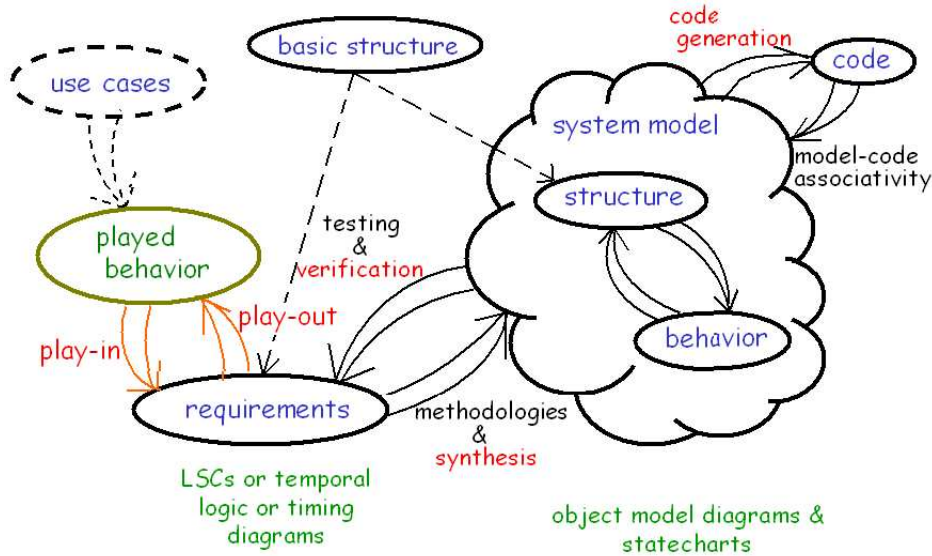 code
generation
basic structure
code
use cases
system model
model-code
associativity
structure
testing
&
verification
played
behavior
play-out
play-in
behavior
requirements
methodologies
&
synthesis
LSCs or temporal
logic or timing
diagrams
object model diagrams &
statecharts